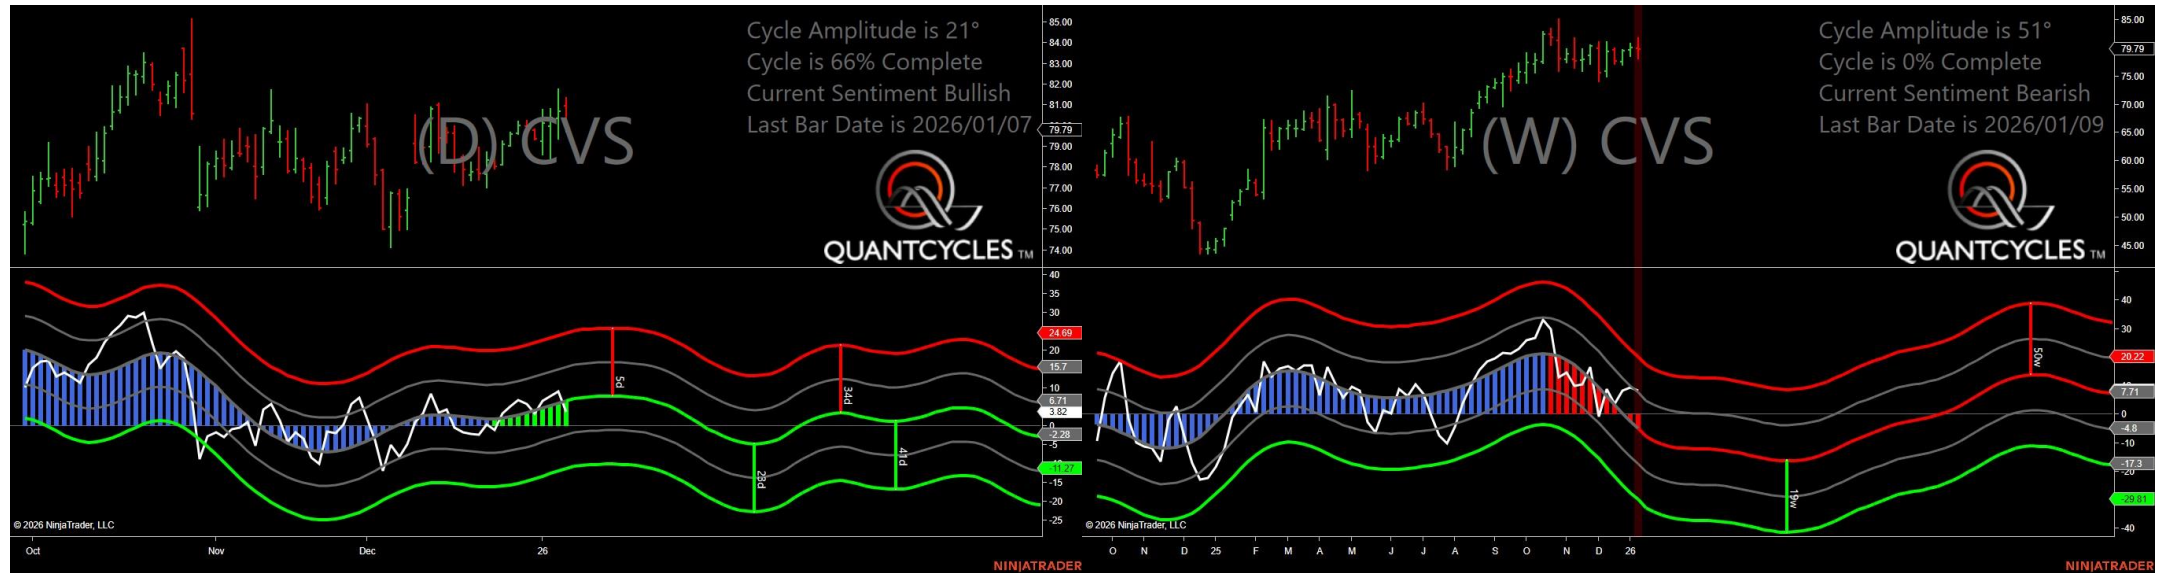 Cycle Amplitude is 21°
Cycle is 66% Complete
Current Sentiment Bullish
Last Bar Date is 2026/01/07
(D) CVS
QUANTCYCLES TM
85.00
84.00
83.00
82.00
81.00
79.79
79.00
78.00
77.00
76.00
75.00
74.00
40
35
30
24.69
20
15.7
10
6.71
3.82
0
-2.28
-5
-11.27
-15
-20
-25
5d
23d
34d
41d
© 2026 NinjaTrader, LLC
Oct Nov Dec 26
NINJATRADER
Cycle Amplitude is 51°
Cycle is 0% Complete
Current Sentiment Bearish
Last Bar Date is 2026/01/09
(W) CVS
QUANTCYCLES TM
85.00
79.79
75.00
70.00
65.00
60.00
55.00
50.00
45.00
40
30
20.22
7.71
0
-4.8
-10
-17.3
-20
-29.81
-40
19w
50w
© 2026 NinjaTrader, LLC
O N D 25 F M A M J J A S O N D 26
NINJATRADER